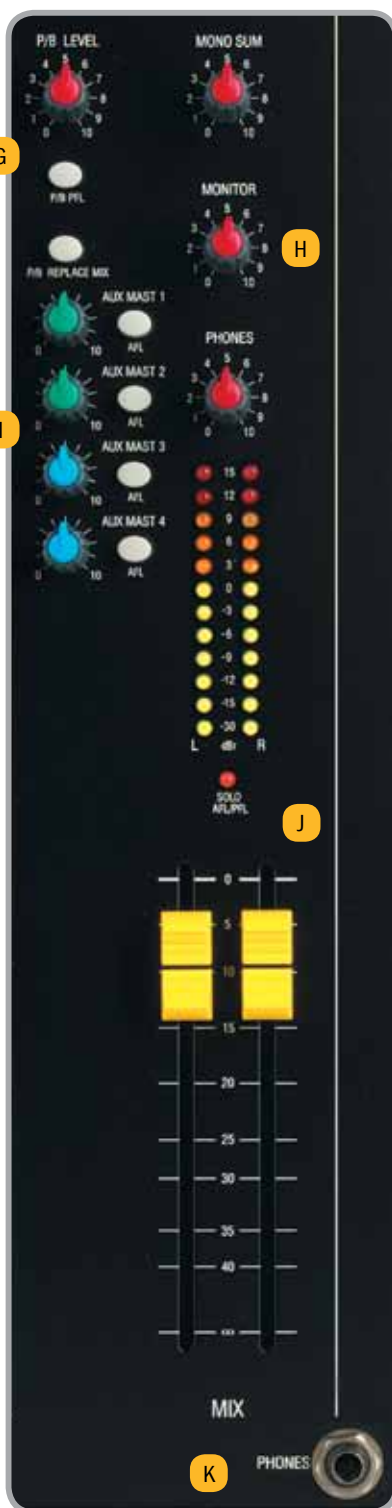 P/B LEVEL
5
4 6
3 7
2 8
1 9
0 10
MONO SUM
5
4 6
3 7
2 8
1 9
0 10
G
P/B PFL
P/B REPLACE MIX
MONITOR
5
4 6
3 7
2 8
1 9
0 10
H
AUX MAST 1
0 10
AFL
AUX MAST 2
0 10
AFL
AUX MAST 3
0 10
AFL
AUX MAST 4
0 10
AFL
PHONES
5
4 6
3 7
2 8
1 9
0 10
15
12
9
6
3
0
-3
-6
-9
-12
-15
-30
L dBr R
SOLO
AFL/PFL
J
0
5
10
15
20
25
30
35
40
∞
MIX
K
PHONES